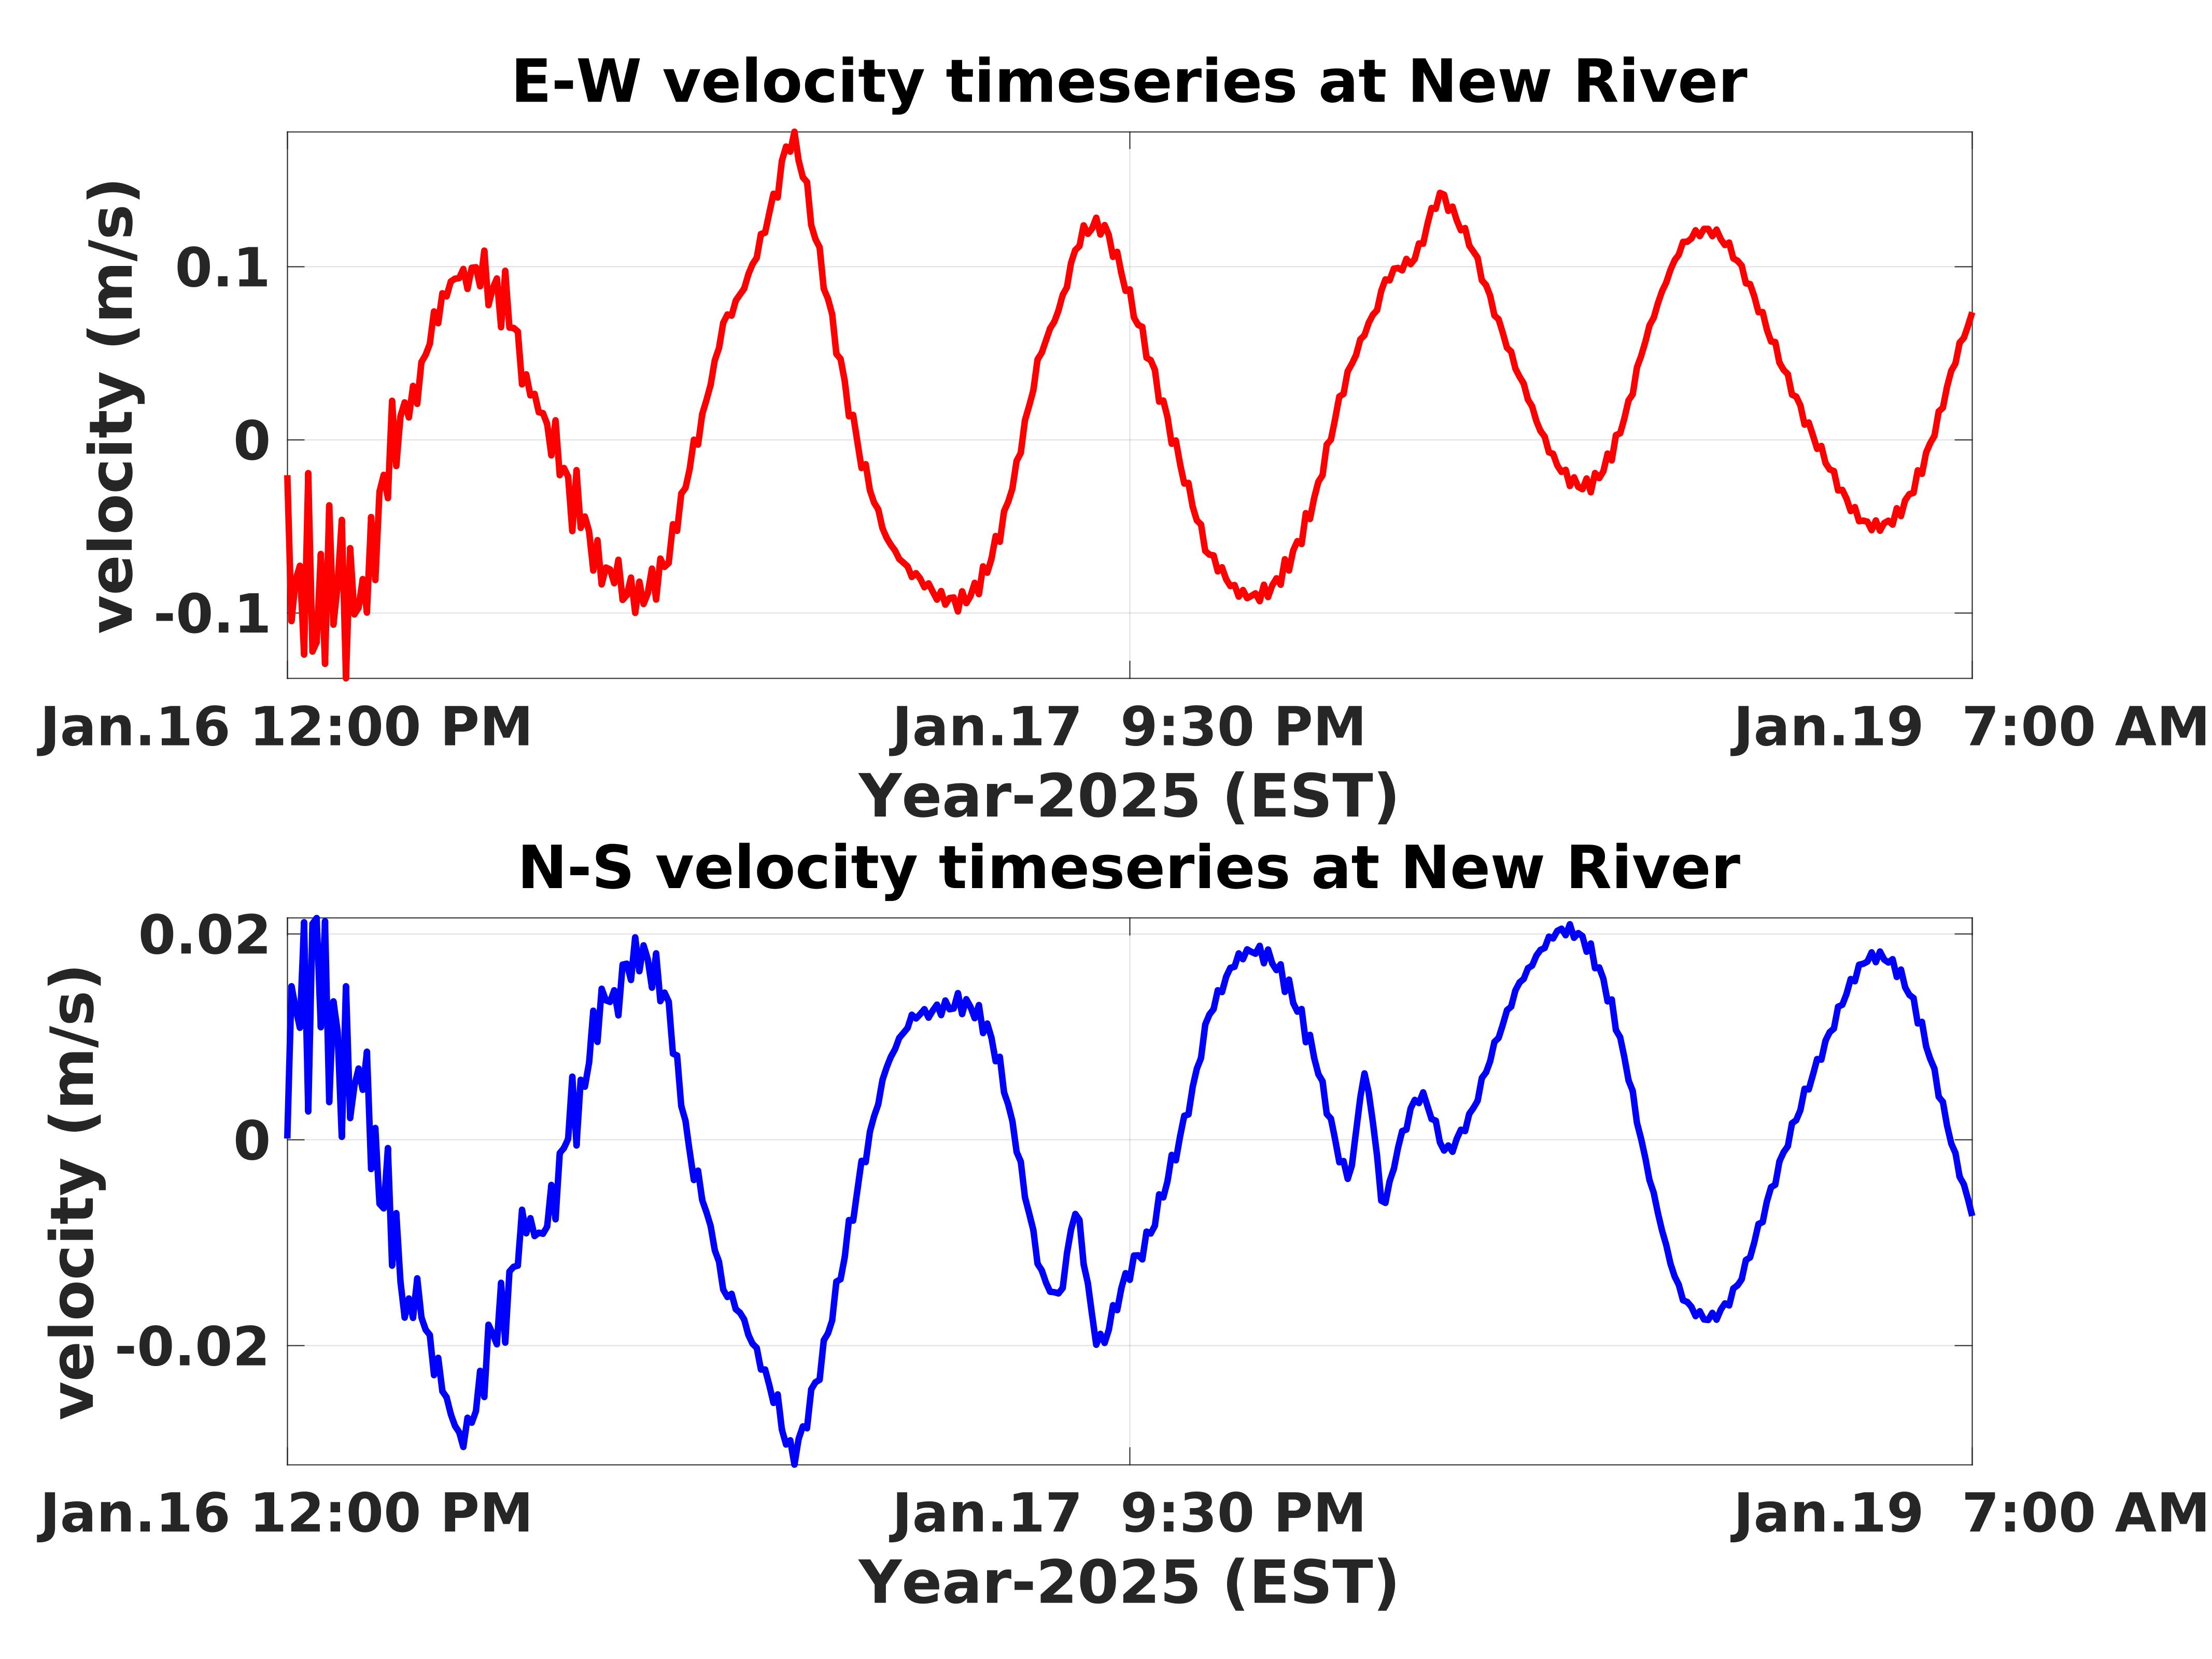 E-W velocity timeseries at New River
velocity (m/s)
0.1
0
-0.1
Jan.16 12:00 PM Jan.17 9:30 PM Jan.19 7:00 AM
Year-2025 (EST)
N-S velocity timeseries at New River
velocity (m/s)
0.02
0
-0.02
Jan.16 12:00 PM Jan.17 9:30 PM Jan.19 7:00 AM
Year-2025 (EST)